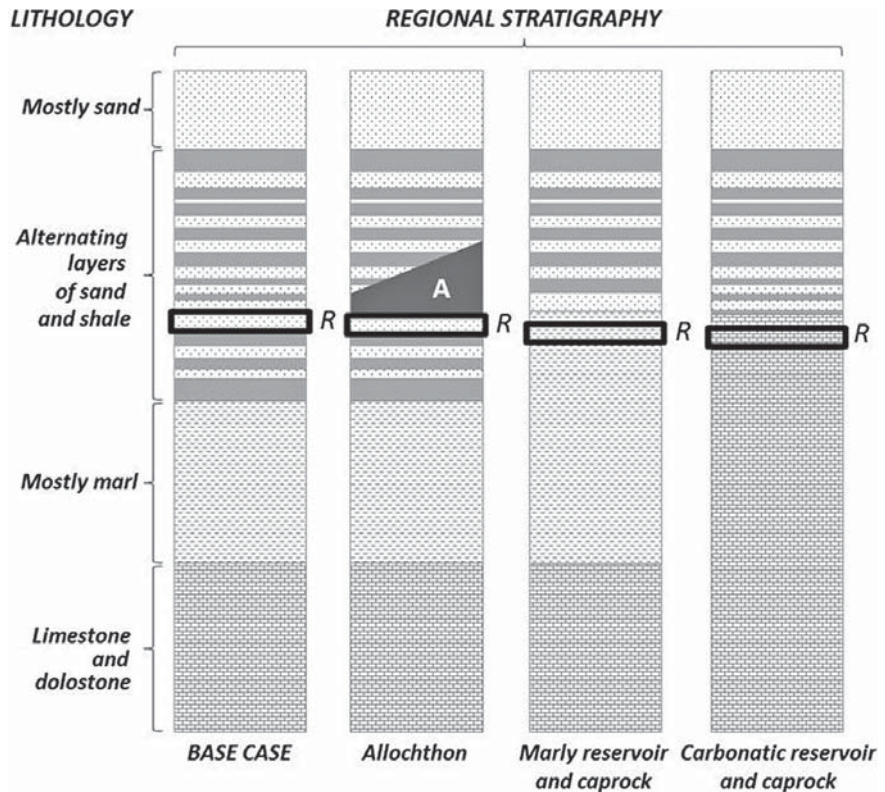 LITHOLOGY
REGIONAL STRATIGRAPHY
Mostly sand
Alternating
layers
of sand
and shale
A
R
R
R
R
Mostly marl
Limestone
and
dolostone
BASE CASE
Allochthon
Marly reservoir
and caprock
Carbonatic reservoir
and caprock